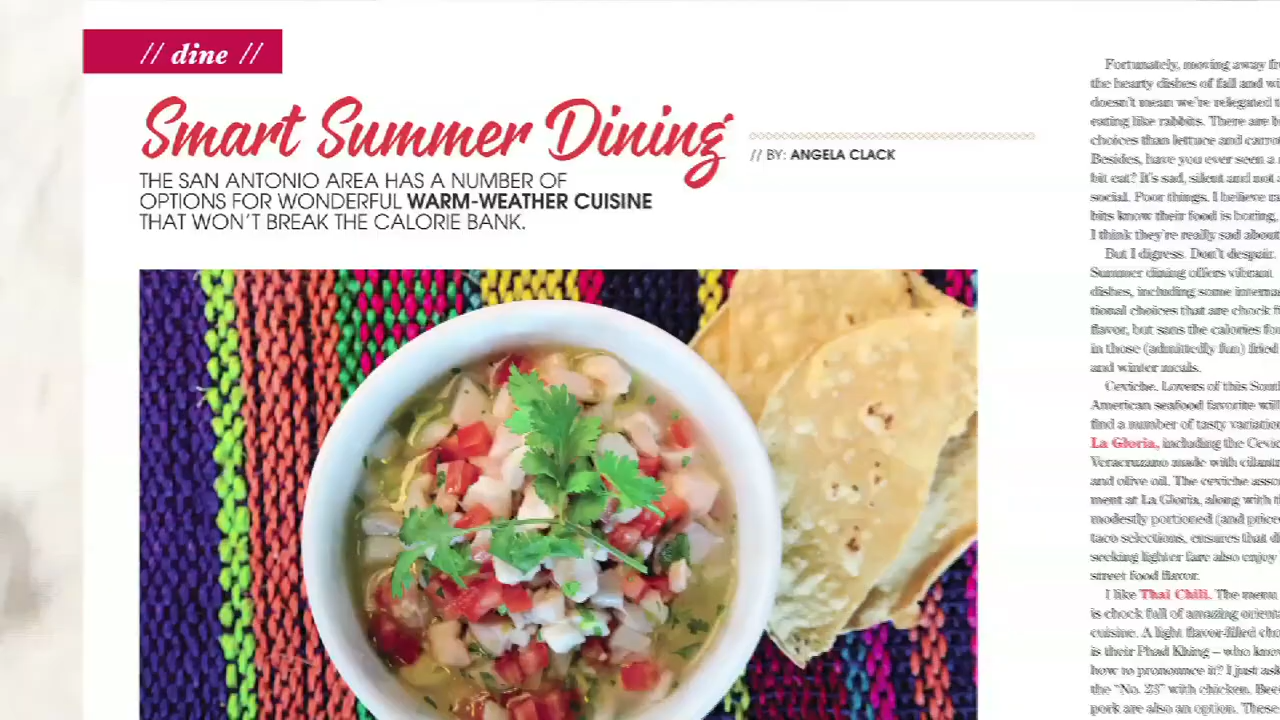 // dine //
Smart Summer Dining
// BY: ANGELA CLACK
THE SAN ANTONIO AREA HAS A NUMBER OF
OPTIONS FOR WONDERFUL WARM-WEATHER CUISINE
THAT WON'T BREAK THE CALORIE BANK.
Fortunately, moving away
the hearty dishes of fall and
doesn't mean we're relegated
eating like rabbits. There are
choices than lettuce and
Besides, have you ever seen a
bit eat? It's sad, silent and not
social. Poor things. I believe
bits know their food is boring,
I think they're really sad about
But I digress. Don't despair.
Summer dining offers vibrant
dishes, including some
tional choices that are chock
flavor, but sans the calories
in those (admittedly fun) fried
and winter meals.
Ceviche. Lovers of this
American seafood favorite
find a number of tasty
La Gloria, including the
Veracruzano made with
and olive oil. The ceviche
ment at La Gloria, along with
modestly portioned (and
taco selections, ensures that
seeking lighter fare also enjoy
street food flavor.
I like Thai Chili. The menu
is chock full of amazing
cuisine. A light flavor-filled
is their Phad Khing – who
how to pronounce it? I just
the "No. 23" with chicken.
pork are also an option. These